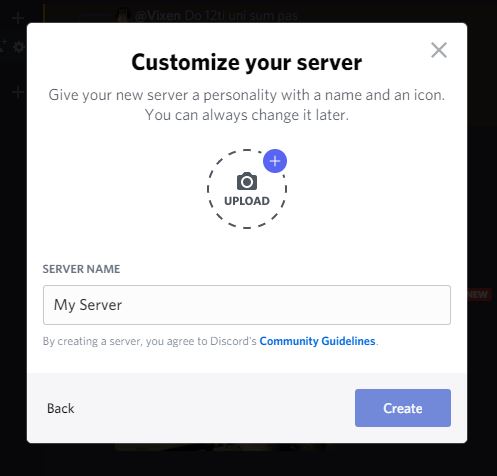 @Vixen Do 12ti uni sum pas
Customize your server
Give your new server a personality with a name and an icon.
You can always change it later.
UPLOAD
SERVER NAME
My Server
NEW
By creating a server, you agree to Discord's Community Guidelines.
Back
Create